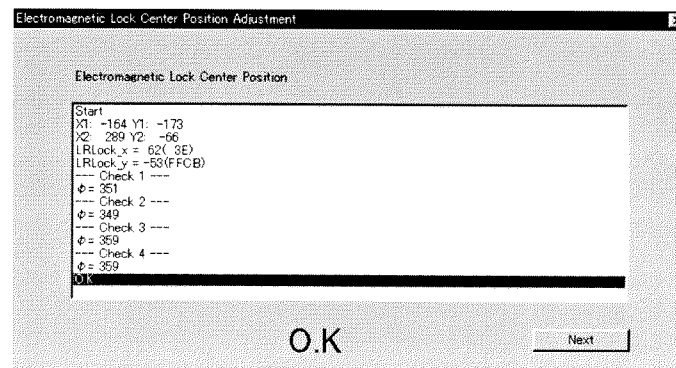 Electromagnetic Lock Center Position Adjustment
Electromagnetic Lock Center Position
Start
X1: -164 Y1: -173
X2: 289 Y2: -66
LRLock_x = 62( 3E)
LRLock_y = -53(FFCB)
--- Check 1 ---
φ= 351
--- Check 2 ---
φ= 349
--- Check 3 ---
φ= 359
--- Check 4 ---
φ= 359
O.K
O.K
Next